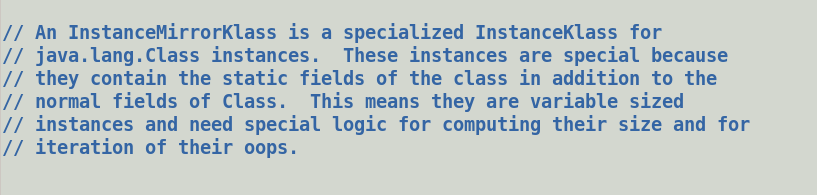 // An InstanceMirrorKlass is a specialized InstanceKlass for
// java.lang.Class instances.  These instances are special because
// they contain the static fields of the class in addition to the
// normal fields of Class.  This means they are variable sized
// instances and need special logic for computing their size and for
// iteration of their oops.